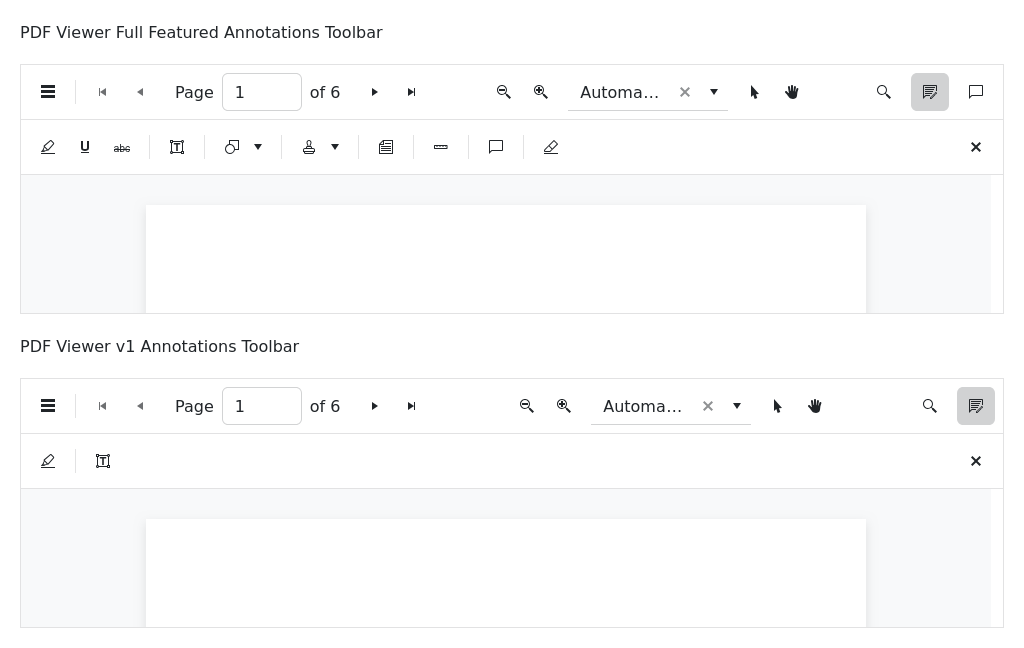 PDF Viewer Full Featured Annotations Toolbar
Page 1 of 6 Automa...
U abc T
PDF Viewer v1 Annotations Toolbar
Page 1 of 6 Automa...
T